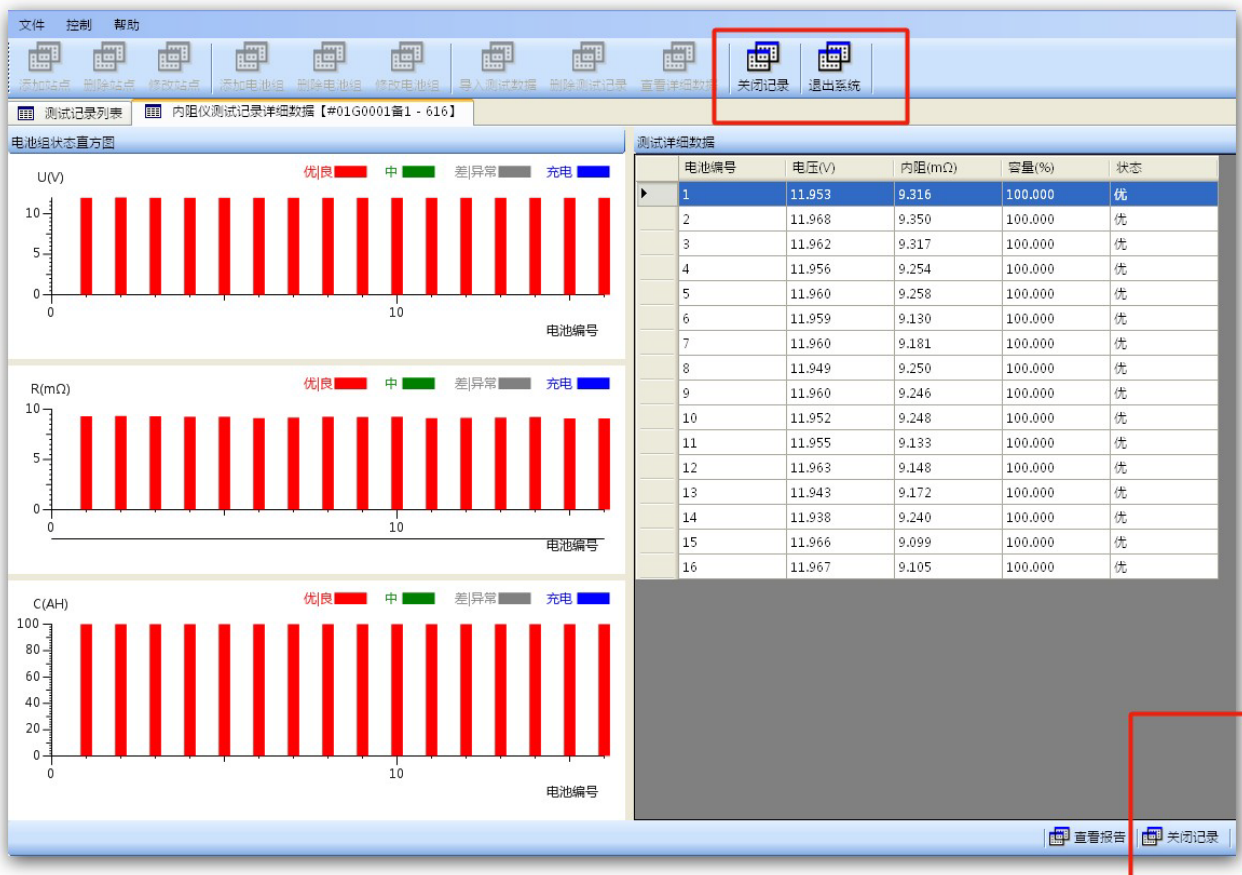 文件 控制 帮助
添加站点 删除站点 修改站点 添加电池组 删除电池组 修改电池组 导入测试数据 删除测试记录 查看详细数据 关闭记录 退出系统
测试记录列表 内阻仪测试记录详细数据【#01G0001备1 - 616】
电池组状态直方图
U(V) 优|良 中 差|异常 充电
10
5
0
0 10
电池编号
R(mΩ) 优|良 中 差|异常 充电
10
5
0
0 10
电池编号
C(AH) 优|良 中 差|异常 充电
100
80
60
40
20
0
0 10
电池编号
测试详细数据
电池编号 电压(V) 内阻(mΩ) 容量(%) 状态
1 11.953 9.316 100.000 优
2 11.968 9.350 100.000 优
3 11.962 9.317 100.000 优
4 11.956 9.254 100.000 优
5 11.960 9.258 100.000 优
6 11.959 9.130 100.000 优
7 11.960 9.181 100.000 优
8 11.949 9.250 100.000 优
9 11.960 9.246 100.000 优
10 11.952 9.248 100.000 优
11 11.955 9.133 100.000 优
12 11.963 9.148 100.000 优
13 11.943 9.172 100.000 优
14 11.938 9.240 100.000 优
15 11.966 9.099 100.000 优
16 11.967 9.105 100.000 优
查看报告 关闭记录